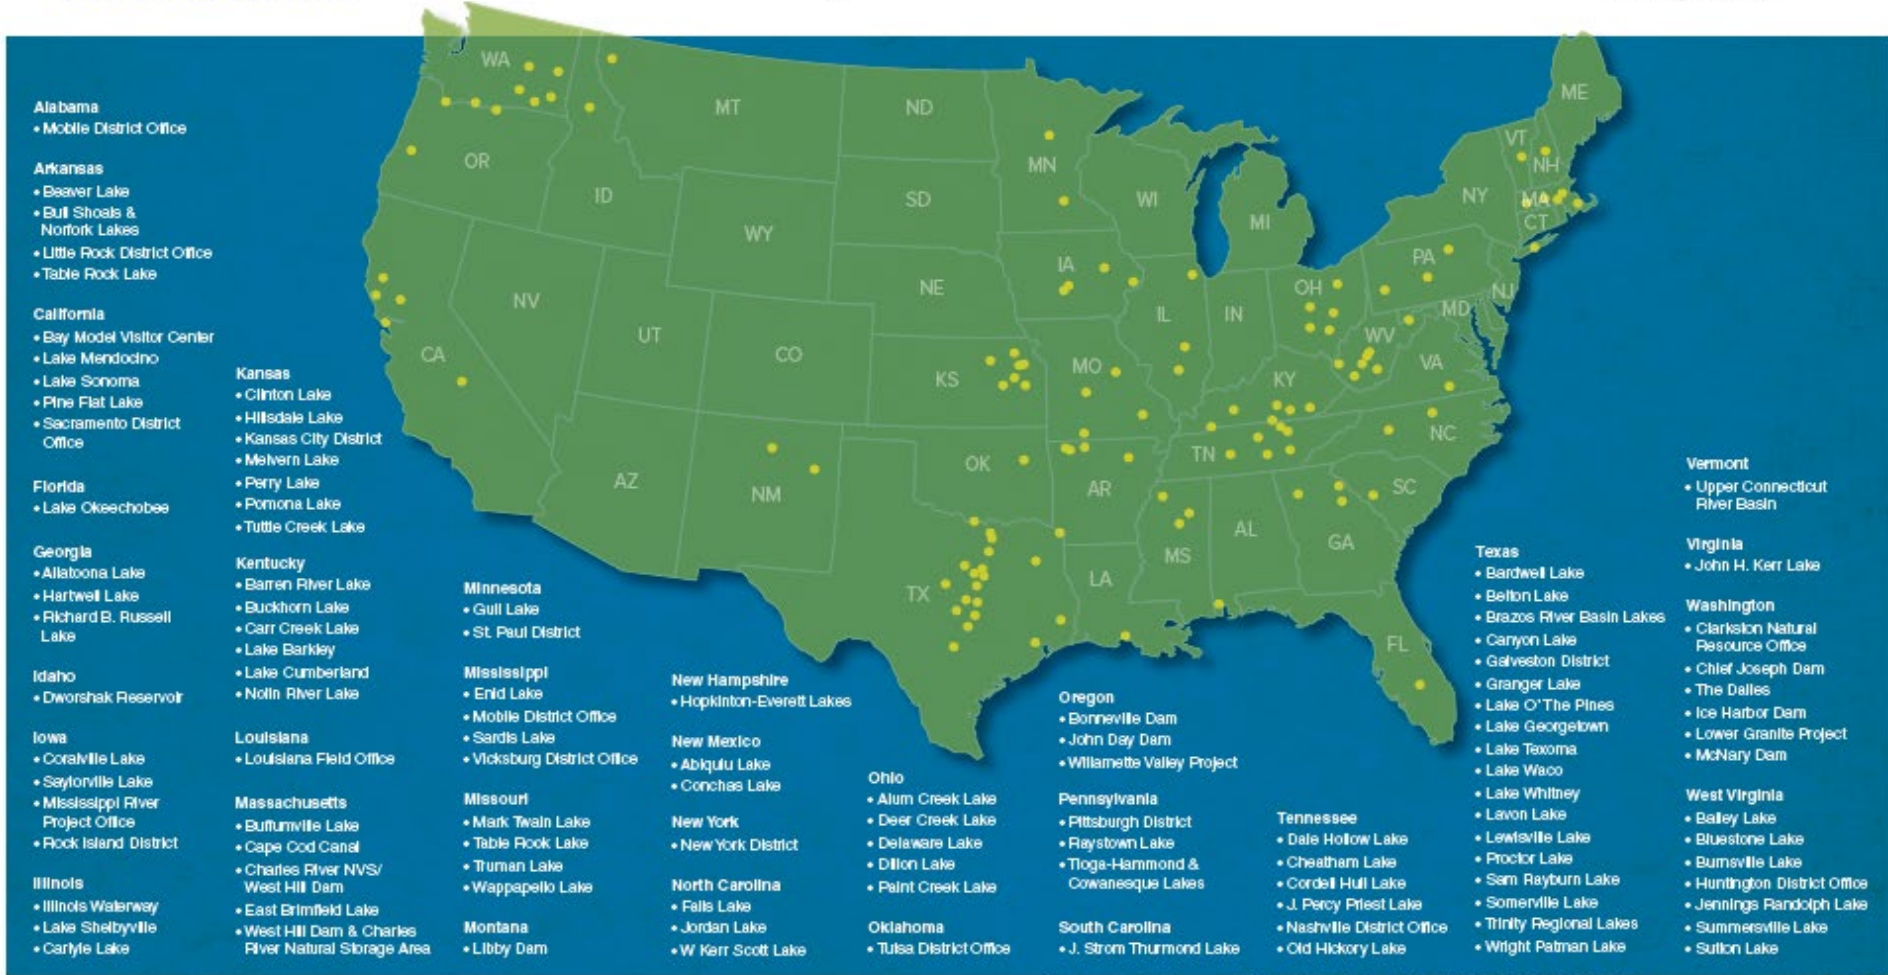 WA
MT
ND
MN
ME
VT
NH
OR
ID
SD
WI
MI
NY
MA
CT
WY
IA
PA
NE
OH
NJ
NV
IL
IN
MD
UT
WV
CA
CO
KS
MO
KY
VA
NC
OK
TN
AZ
NM
AR
SC
AL
GA
MS
LA
TX
FL
Alabama
• Mobile District Office
Arkansas
• Beaver Lake
• Bull Shoals &
Norfork Lakes
• Little Rock District Office
• Table Rock Lake
California
• Bay Model Visitor Center
• Lake Mendocino
• Lake Sonoma
• Pine Flat Lake
• Sacramento District
Office
Florida
• Lake Okeechobee
Georgia
• Allatoona Lake
• Hartwell Lake
• Richard B. Russell
Lake
Idaho
• Dworshak Reservoir
Iowa
• Coralville Lake
• Saylorville Lake
• Mississippi River
Project Office
• Rock Island District
Illinois
• Illinois Waterway
• Lake Shelbyville
• Carlyle Lake
Kansas
• Clinton Lake
• Hillsdale Lake
• Kansas City District
• Melvern Lake
• Perry Lake
• Pomona Lake
• Tuttle Creek Lake
Kentucky
• Barren River Lake
• Buckhorn Lake
• Carr Creek Lake
• Lake Barkley
• Lake Cumberland
• Nolin River Lake
Louisiana
• Louisiana Field Office
Massachusetts
• Buffumville Lake
• Cape Cod Canal
• Charles River NVS/
West Hill Dam
• East Brimfield Lake
• West Hill Dam & Charles
River Natural Storage Area
Minnesota
• Gull Lake
• St. Paul District
Mississippi
• Enid Lake
• Mobile District Office
• Sardis Lake
• Vicksburg District Office
Missouri
• Mark Twain Lake
• Table Rock Lake
• Truman Lake
• Wappapello Lake
Montana
• Libby Dam
New Hampshire
• Hopkinton-Everett Lakes
New Mexico
• Abiquiu Lake
• Conchas Lake
New York
• New York District
North Carolina
• Falls Lake
• Jordan Lake
• W Kerr Scott Lake
Ohio
• Alum Creek Lake
• Deer Creek Lake
• Delaware Lake
• Dillon Lake
• Paint Creek Lake
Oklahoma
• Tulsa District Office
Oregon
• Bonneville Dam
• John Day Dam
• Willamette Valley Project
Pennsylvania
• Pittsburgh District
• Raystown Lake
• Tioga-Hammond &
Cowanesque Lakes
South Carolina
• J. Strom Thurmond Lake
Tennessee
• Dale Hollow Lake
• Cheatham Lake
• Cordell Hull Lake
• J. Percy Priest Lake
• Nashville District Office
• Old Hickory Lake
Texas
• Bardwell Lake
• Belton Lake
• Brazos River Basin Lakes
• Canyon Lake
• Galveston District
• Granger Lake
• Lake O' The Pines
• Lake Georgetown
• Lake Texoma
• Lake Waco
• Lake Whitney
• Lavon Lake
• Lewisville Lake
• Proctor Lake
• Sam Rayburn Lake
• Somerville Lake
• Trinity Regional Lakes
• Wright Patman Lake
Vermont
• Upper Connecticut
River Basin
Virginia
• John H. Kerr Lake
Washington
• Clarkston Natural
Resource Office
• Chief Joseph Dam
• The Dalles
• Ice Harbor Dam
• Lower Granite Project
• McNary Dam
West Virginia
• Bailey Lake
• Bluestone Lake
• Burnsville Lake
• Huntington District Office
• Jennings Randolph Lake
• Summersville Lake
• Sutton Lake